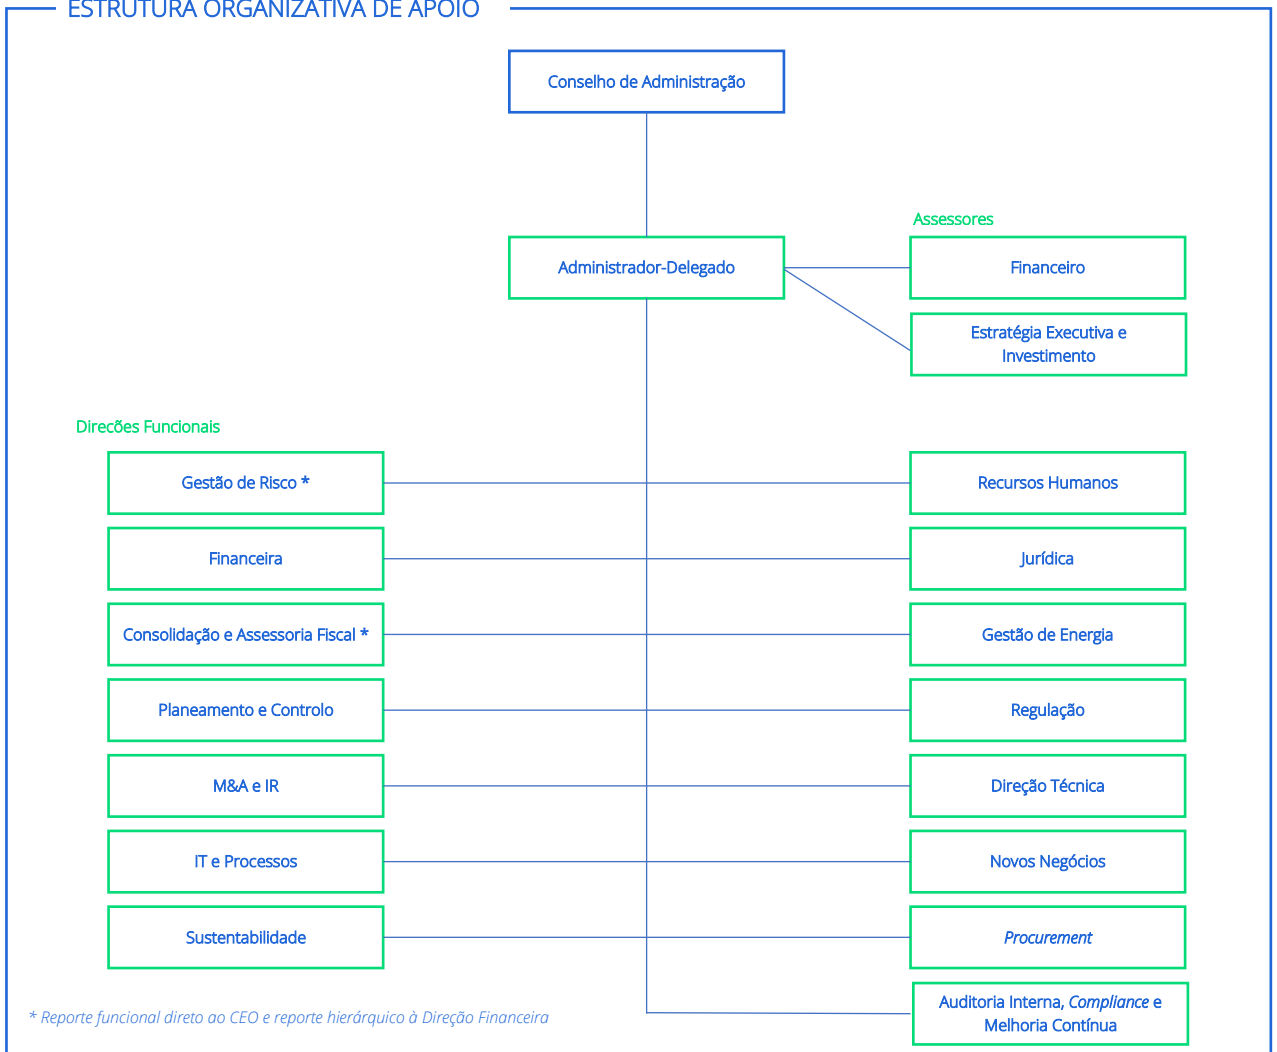 ESTRUTURA ORGANIZATIVA DE APOIO
Conselho de Administração
Assessores
Administrador-Delegado
Financeiro
Estratégia Executiva e
Investimento
Direcões Funcionais
Gestão de Risco *
Recursos Humanos
Financeira
Jurídica
Consolidação e Assessoria Fiscal *
Gestão de Energia
Planeamento e Controlo
Regulação
M&A e IR
Direção Técnica
IT e Processos
Novos Negócios
Sustentabilidade
Procurement
Auditoria Interna, Compliance e
Melhoria Contínua
* Reporte funcional direto ao CEO e reporte hierárquico à Direção Financeira